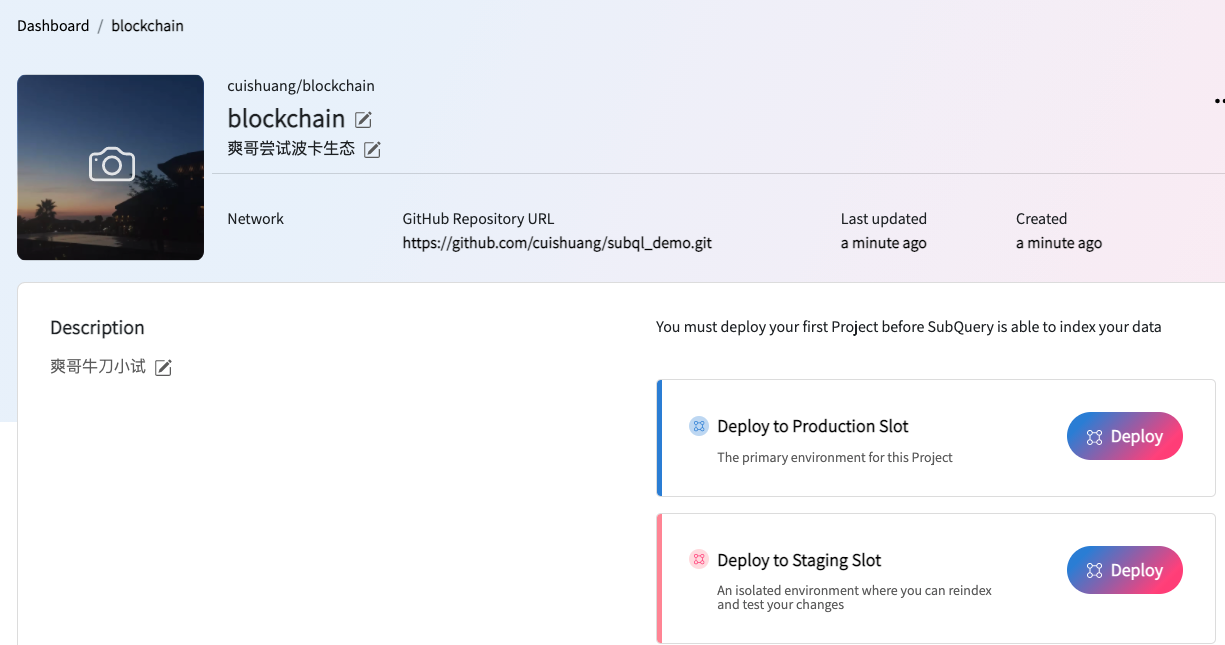 Dashboard / blockchain
cuishuang/blockchain
blockchain
爽哥尝试波卡生态
Network
GitHub Repository URL
https://github.com/cuishuang/subql_demo.git
Last updated
a minute ago
Created
a minute ago
Description
爽哥牛刀小试
You must deploy your first Project before SubQuery is able to index your data
Deploy to Production Slot
The primary environment for this Project
Deploy
Deploy to Staging Slot
An isolated environment where you can reindex
and test your changes
Deploy